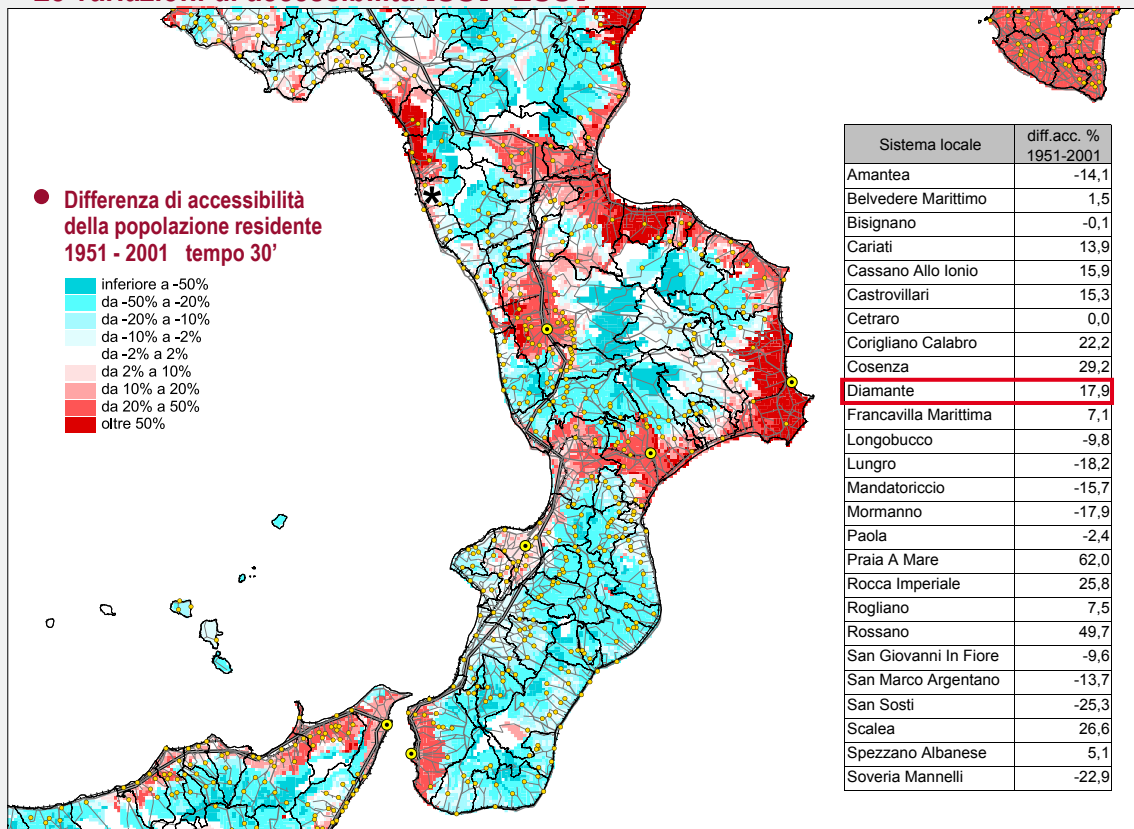 ● Differenza di accessibilità
della popolazione residente
1951 - 2001 tempo 30'
inferiore a -50%
da -50% a -20%
da -20% a -10%
da -10% a -2%
da -2% a 2%
da 2% a 10%
da 10% a 20%
da 20% a 50%
oltre 50%
*
Sistema locale diff.acc. % 1951-2001
Amantea -14,1
Belvedere Marittimo 1,5
Bisignano -0,1
Cariati 13,9
Cassano Allo Ionio 15,9
Castrovillari 15,3
Cetraro 0,0
Corigliano Calabro 22,2
Cosenza 29,2
Diamante 17,9
Francavilla Marittima 7,1
Longobucco -9,8
Lungro -18,2
Mandatoriccio -15,7
Mormanno -17,9
Paola -2,4
Praia A Mare 62,0
Rocca Imperiale 25,8
Rogliano 7,5
Rossano 49,7
San Giovanni In Fiore -9,6
San Marco Argentano -13,7
San Sosti -25,3
Scalea 26,6
Spezzano Albanese 5,1
Soveria Mannelli -22,9